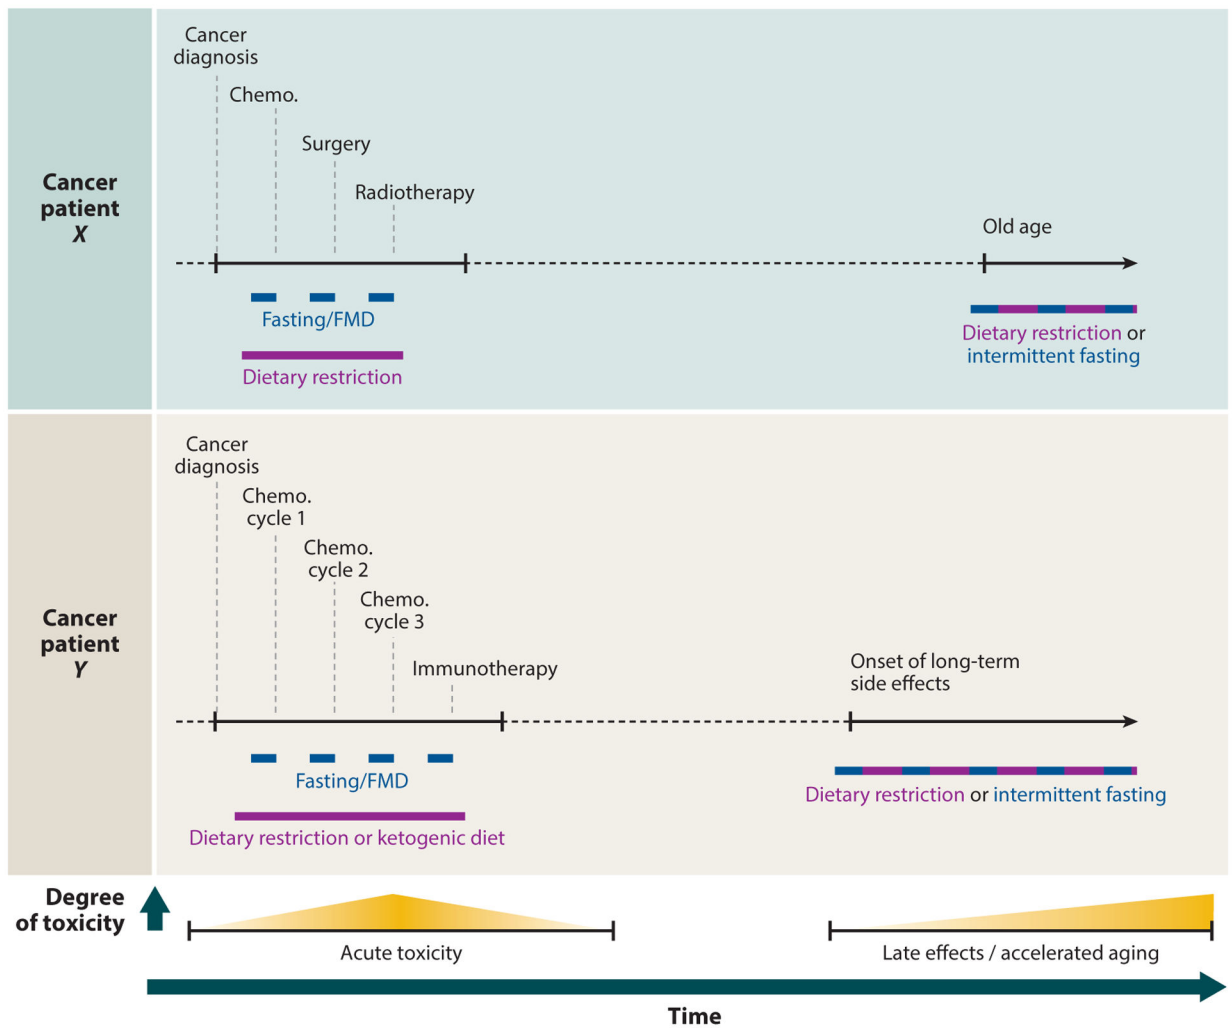 Cancer
diagnosis
Chemo.
Surgery
Radiotherapy
Cancer
patient
X
Old age
Fasting/FMD
Dietary restriction
Dietary restriction or
intermittent fasting
Cancer
diagnosis
Chemo.
cycle 1
Chemo.
cycle 2
Chemo.
cycle 3
Immunotherapy
Cancer
patient
Y
Onset of long-term
side effects
Fasting/FMD
Dietary restriction or ketogenic diet
Dietary restriction or intermittent fasting
Degree
of toxicity
Acute toxicity
Late effects / accelerated aging
Time